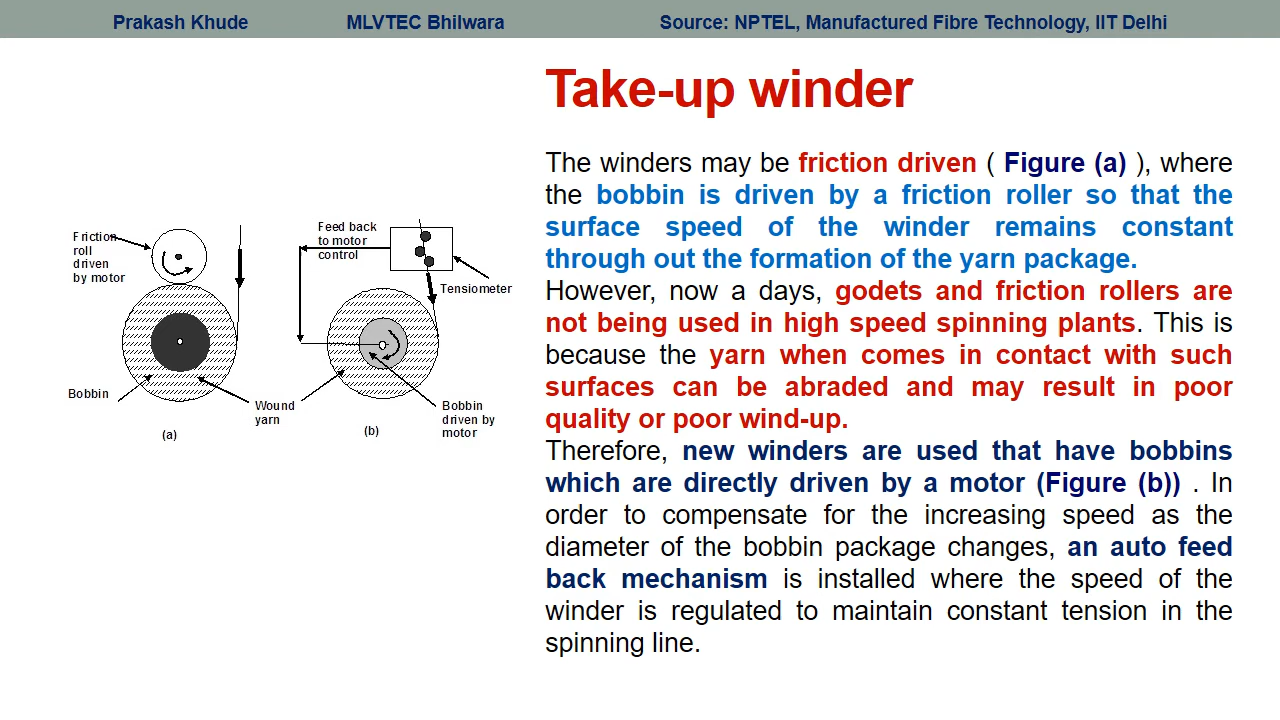 Prakash Khude MLVTEC Bhilwara Source: NPTEL, Manufactured Fibre Technology, IIT Delhi
Take-up winder
The winders may be friction driven ( Figure (a) ), where
the bobbin is driven by a friction roller so that the
surface speed of the winder remains constant
through out the formation of the yarn package.
However, now a days, godets and friction rollers are
not being used in high speed spinning plants. This is
because the yarn when comes in contact with such
surfaces can be abraded and may result in poor
quality or poor wind-up.
Therefore, new winders are used that have bobbins
which are directly driven by a motor (Figure (b)) . In
order to compensate for the increasing speed as the
diameter of the bobbin package changes, an auto feed
back mechanism is installed where the speed of the
winder is regulated to maintain constant tension in the
spinning line.
Friction
roll
driven
by motor
Bobbin
Wound
yarn
(a)
Feed back
to motor
control
Tensiometer
Bobbin
driven by
motor
(b)